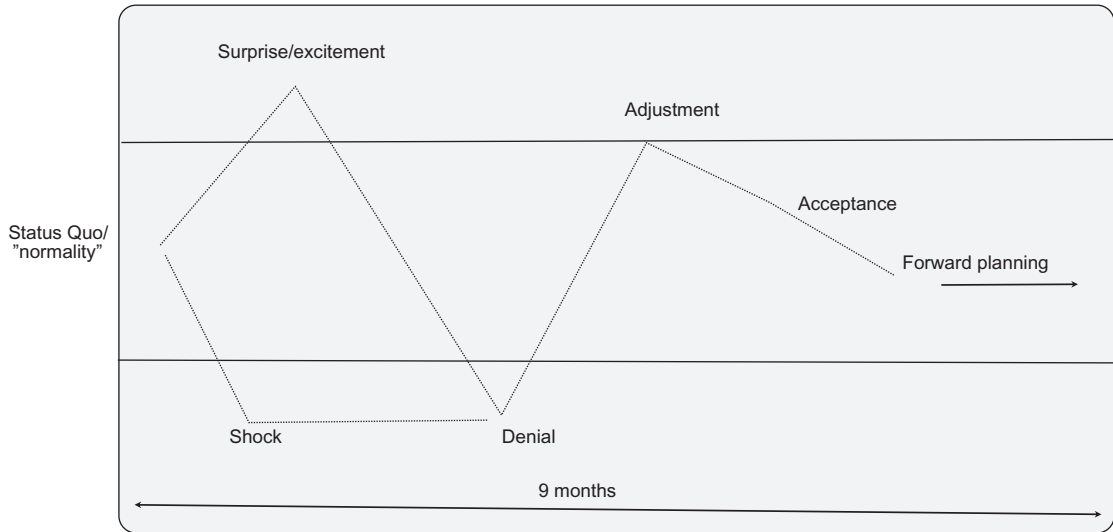 Surprise/excitement
Adjustment
Acceptance
Status Quo/
”normality”
Forward planning
Shock
Denial
9 months